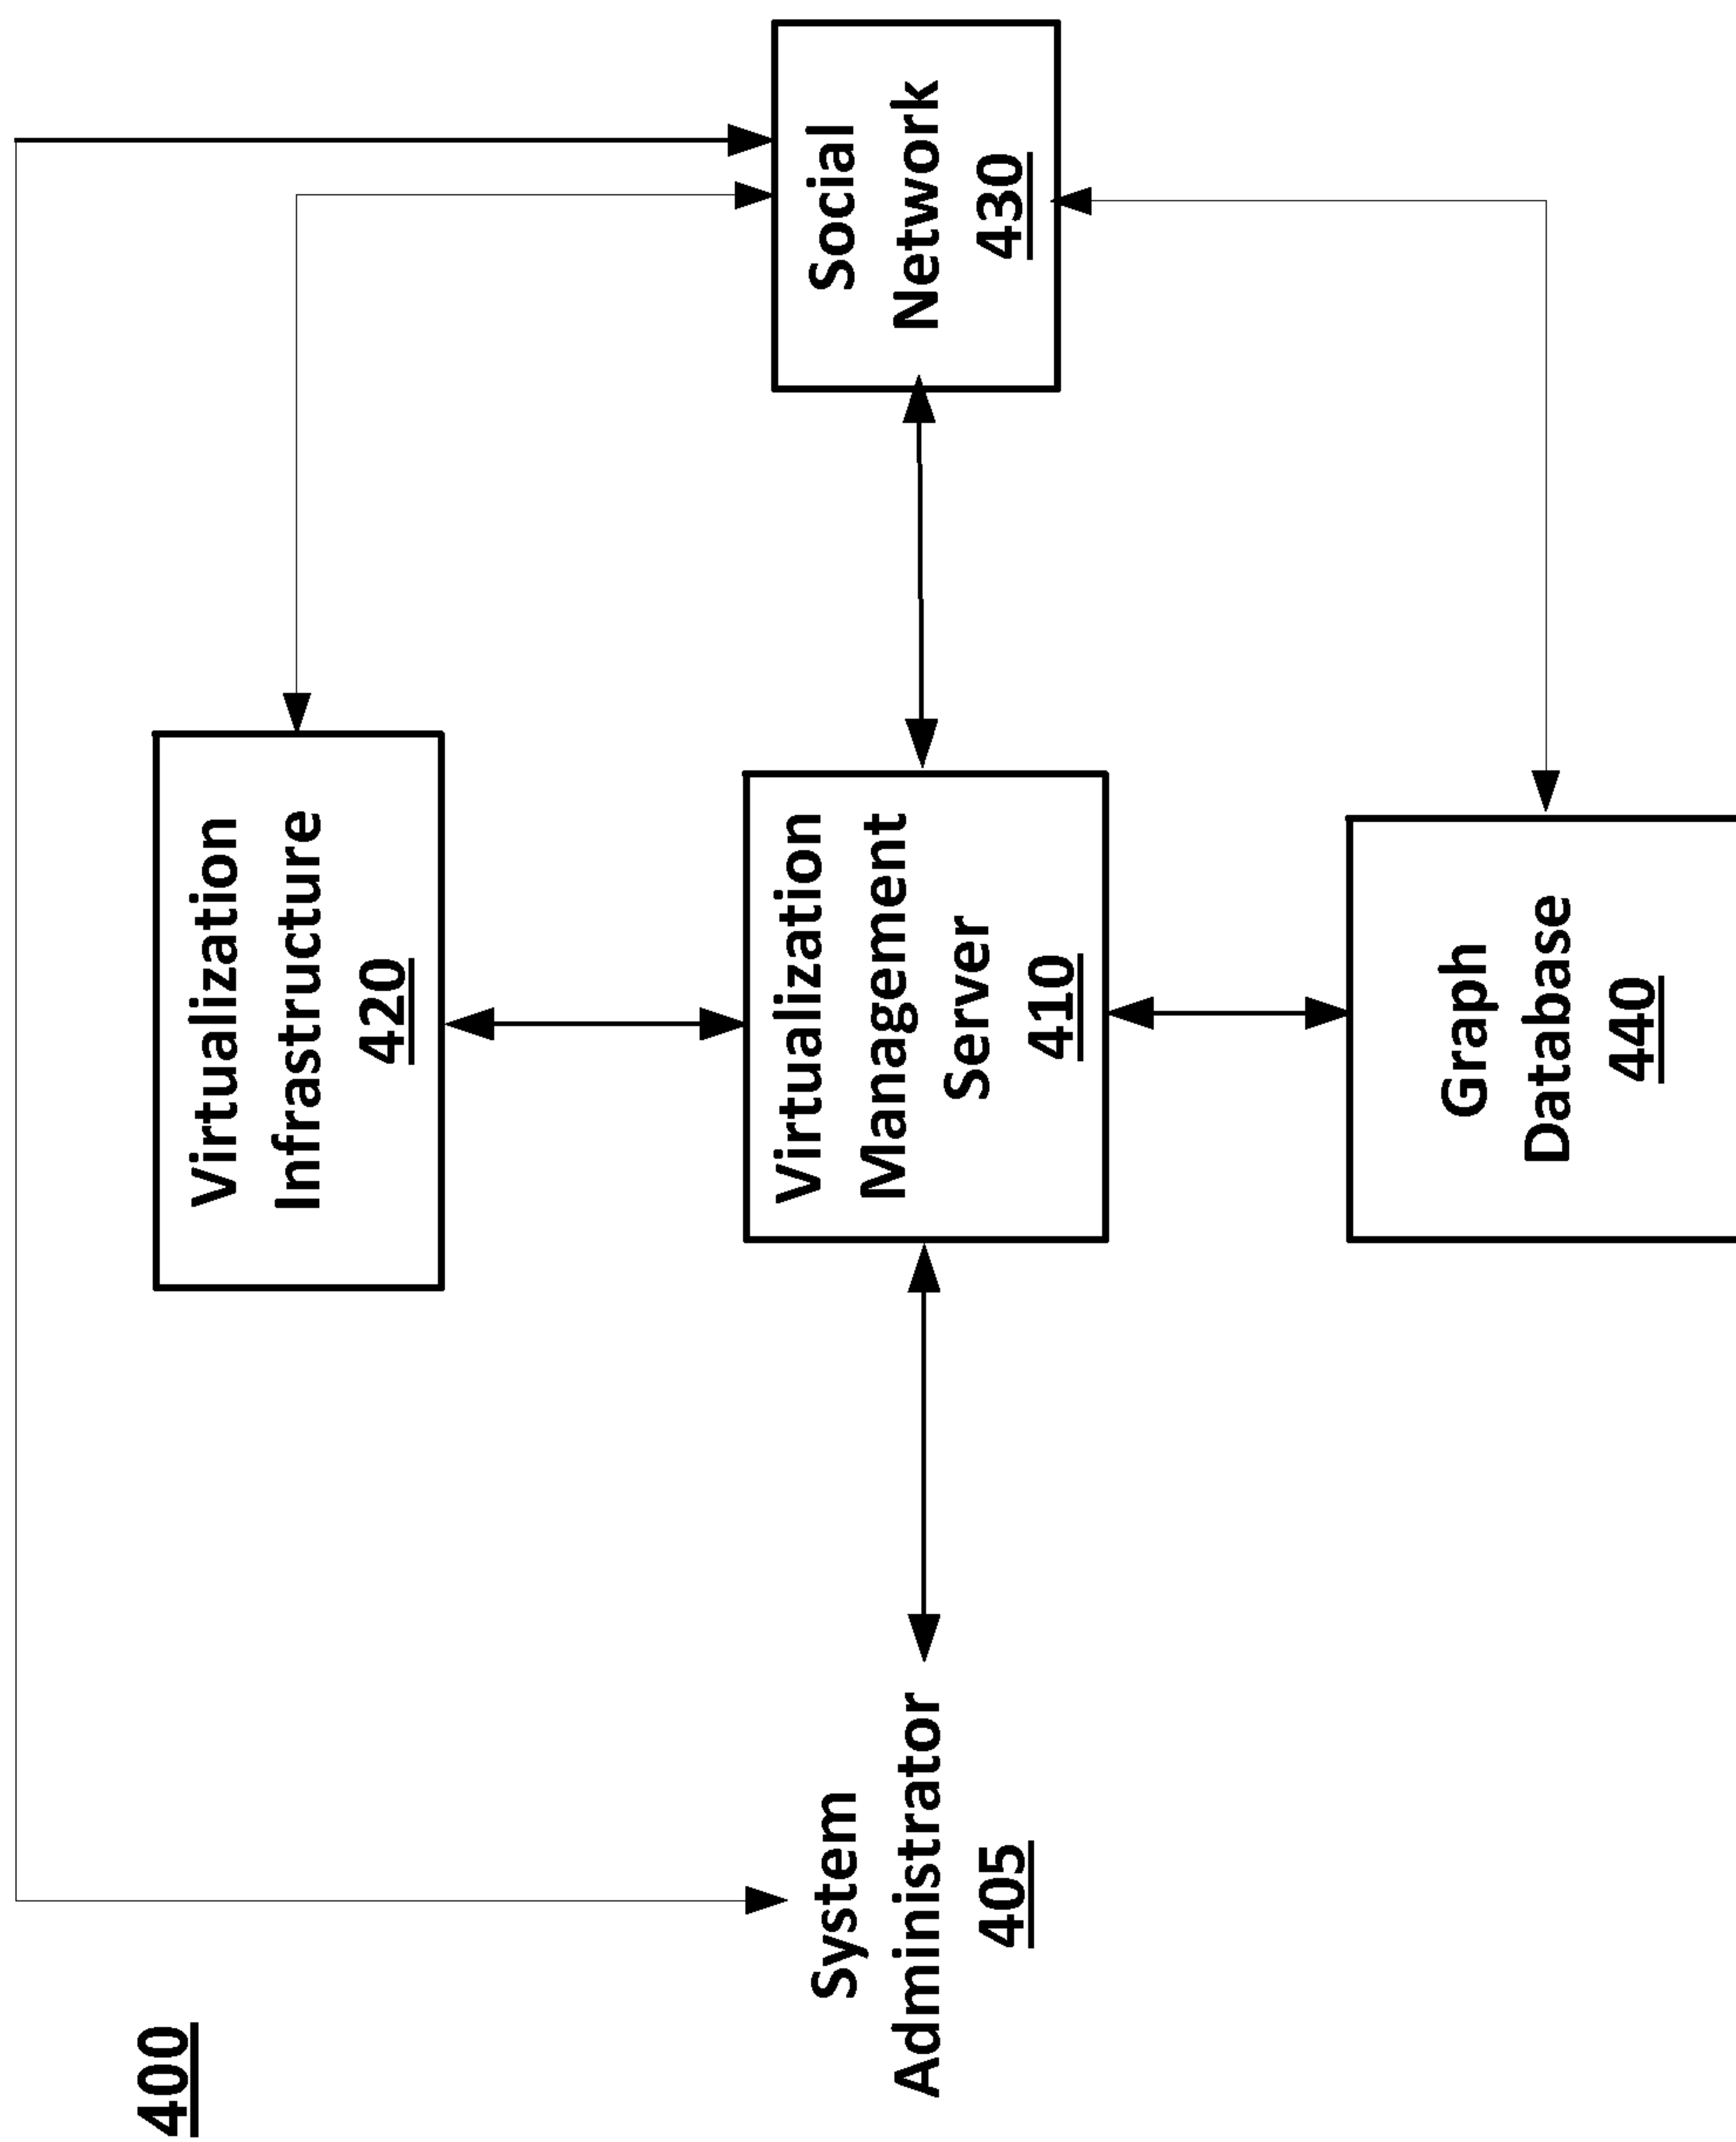 400
Virtualization
Infrastructure
420
System
Administrator
405
Virtualization
Management
Server
410
Social
Network
430
Graph
Database
440